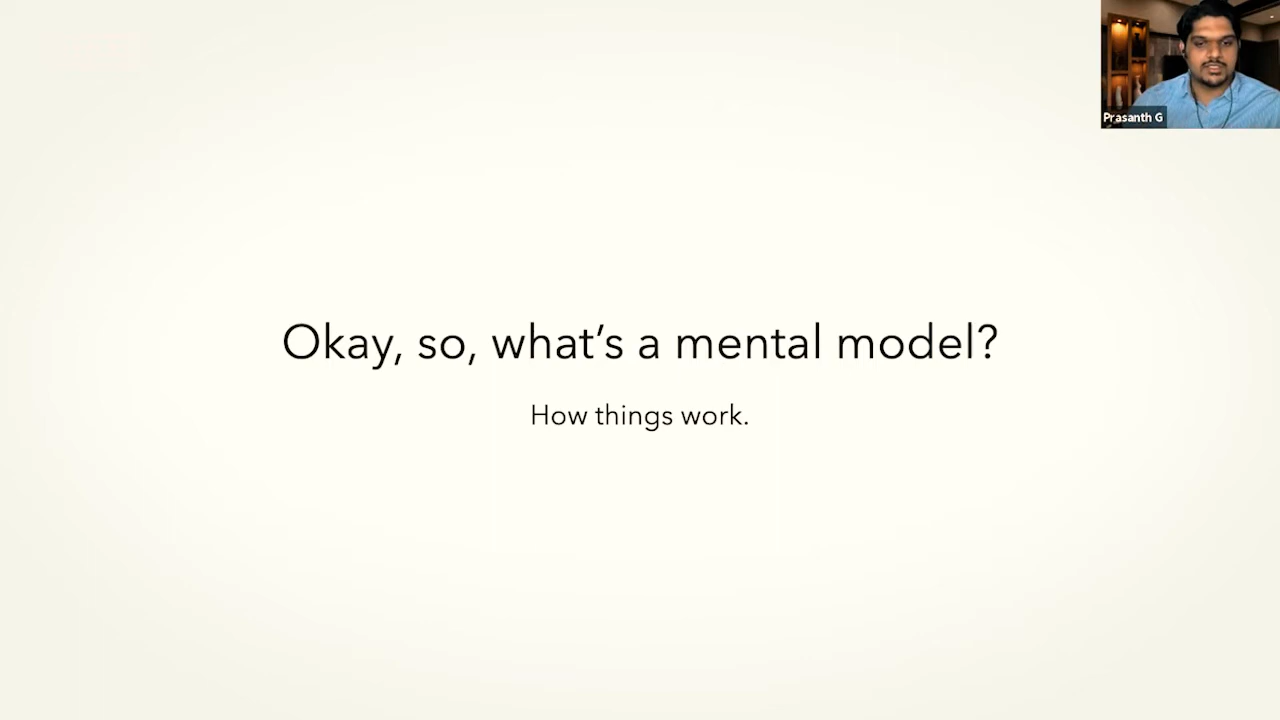 Prasanth G
Okay, so, what’s a mental model?
How things work.